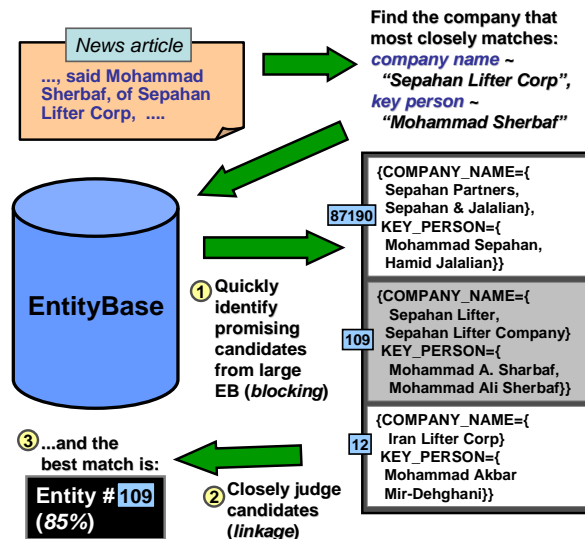 News article
..., said Mohammad
Sherbaf, of Sepahan
Lifter Corp, ....
Find the company that
most closely matches:
company name ~
“Sepahan Lifter Corp”,
key person ~
“Mohammad Sherbaf”
EntityBase
1 Quickly
identify
promising
candidates
from large
EB (blocking)
87190
{COMPANY_NAME={
Sepahan Partners,
Sepahan & Jalalian},
KEY_PERSON={
Mohammad Sepahan,
Hamid Jalalian}}
109
{COMPANY_NAME={
Sepahan Lifter,
Sepahan Lifter Company}
KEY_PERSON={
Mohammad A. Sharbaf,
Mohammad Ali Sherbaf}}
12
{COMPANY_NAME={
Iran Lifter Corp}
KEY_PERSON={
Mohammad Akbar
Mir-Dehghani}}
2 Closely judge
candidates
(linkage)
3 ...and the
best match is:
Entity # 109
(85%)